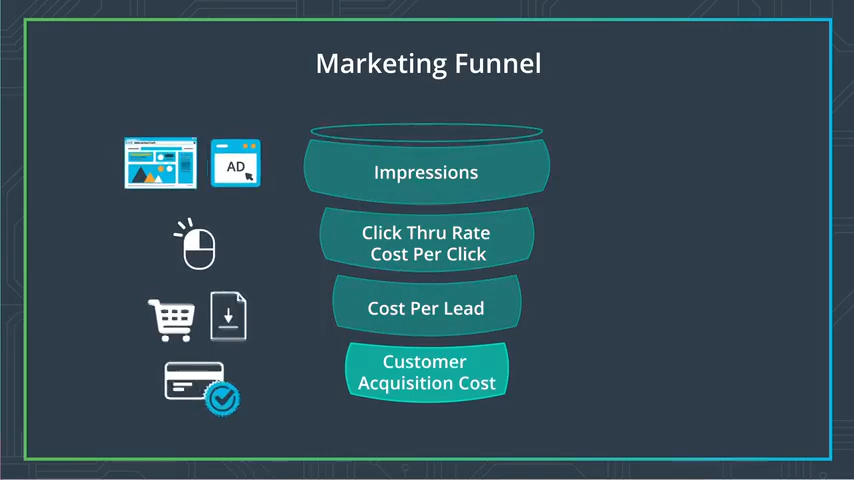 Marketing Funnel
AD
Impressions
Click Thru Rate
Cost Per Click
Cost Per Lead
Customer
Acquisition Cost